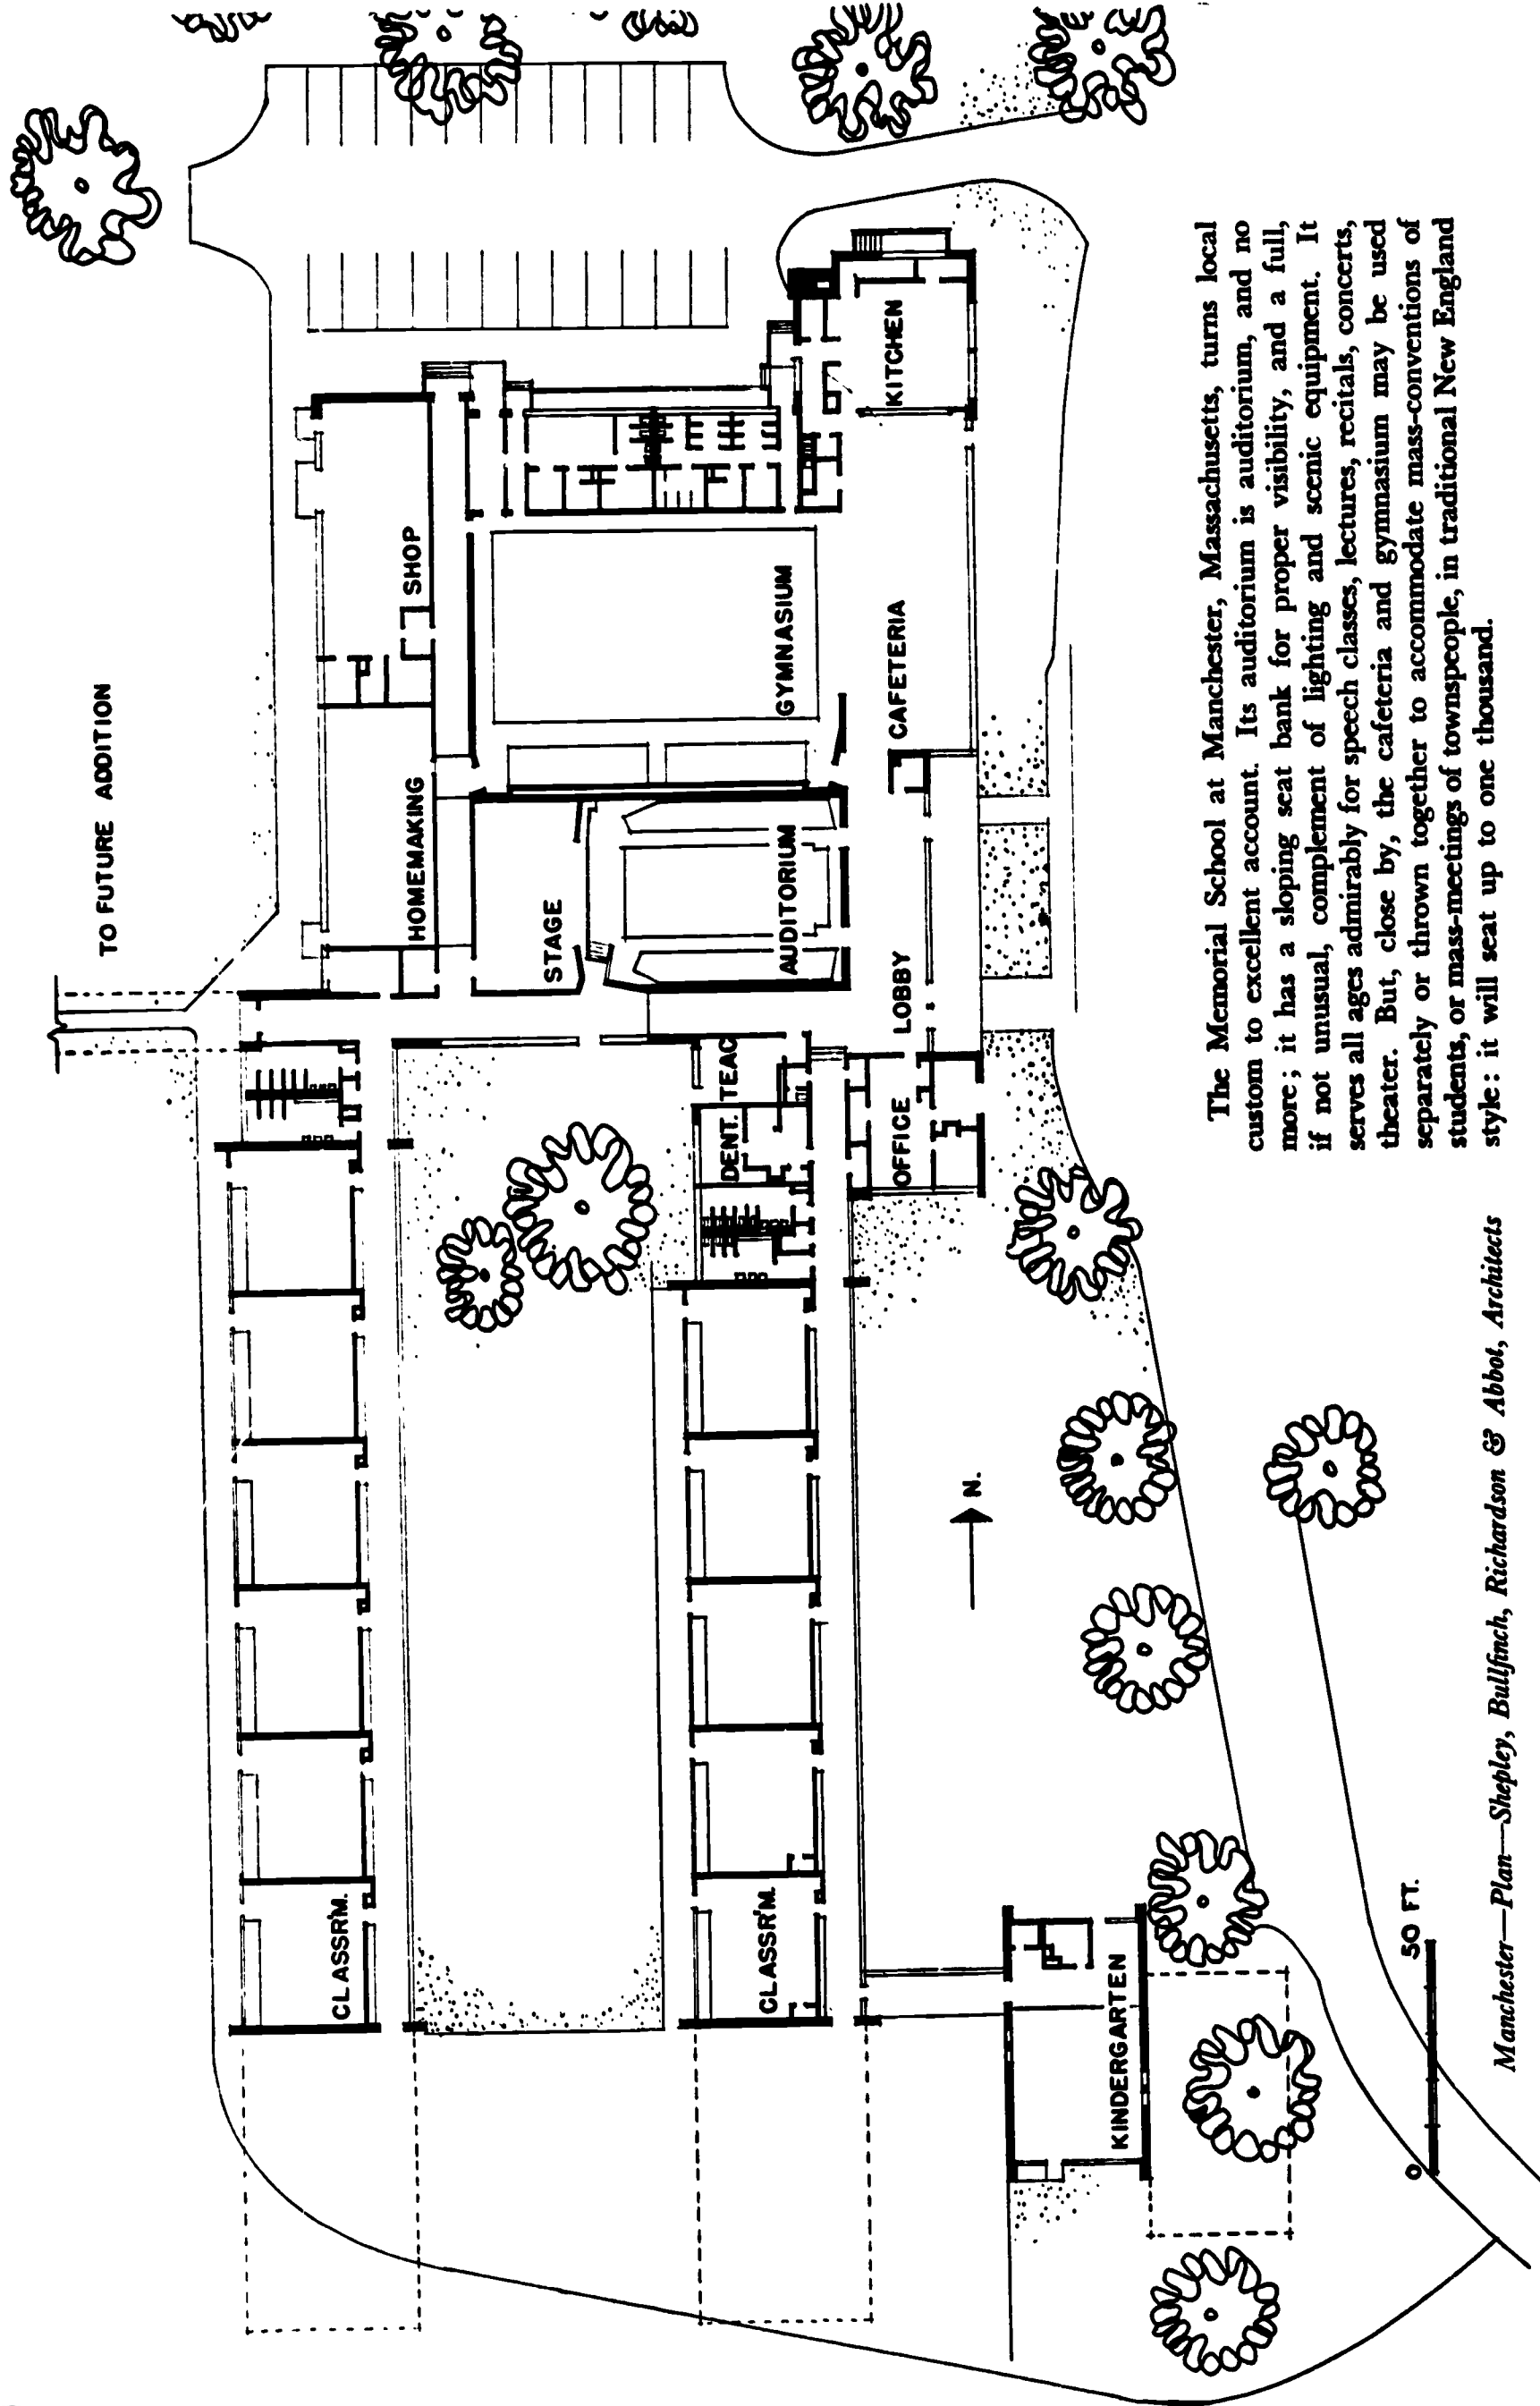 TO FUTURE ADDITION
HOMEMAKING
SHOP
STAGE
AUDITORIUM
GYMNASIUM
DENT.
TEAC
OFFICE
LOBBY
CAFETERIA
KITCHEN
CLASSR'M.
CLASSR'M.
KINDERGARTEN
N.
0
50 FT.
The Memorial School at Manchester, Massachusetts, turns local
custom to excellent account. Its auditorium is auditorium, and no
more; it has a sloping seat bank for proper visibility, and a full,
if not unusual, complement of lighting and scenic equipment. It
serves all ages admirably for speech classes, lectures, recitals, concerts,
theater. But, close by, the cafeteria and gymnasium may be used
separately or thrown together to accommodate mass-conventions of
students, or mass-meetings of townspeople, in traditional New England
style: it will seat up to one thousand.
Manchester—Plan—Shepley, Bullfinch, Richardson & Abbot, Architects